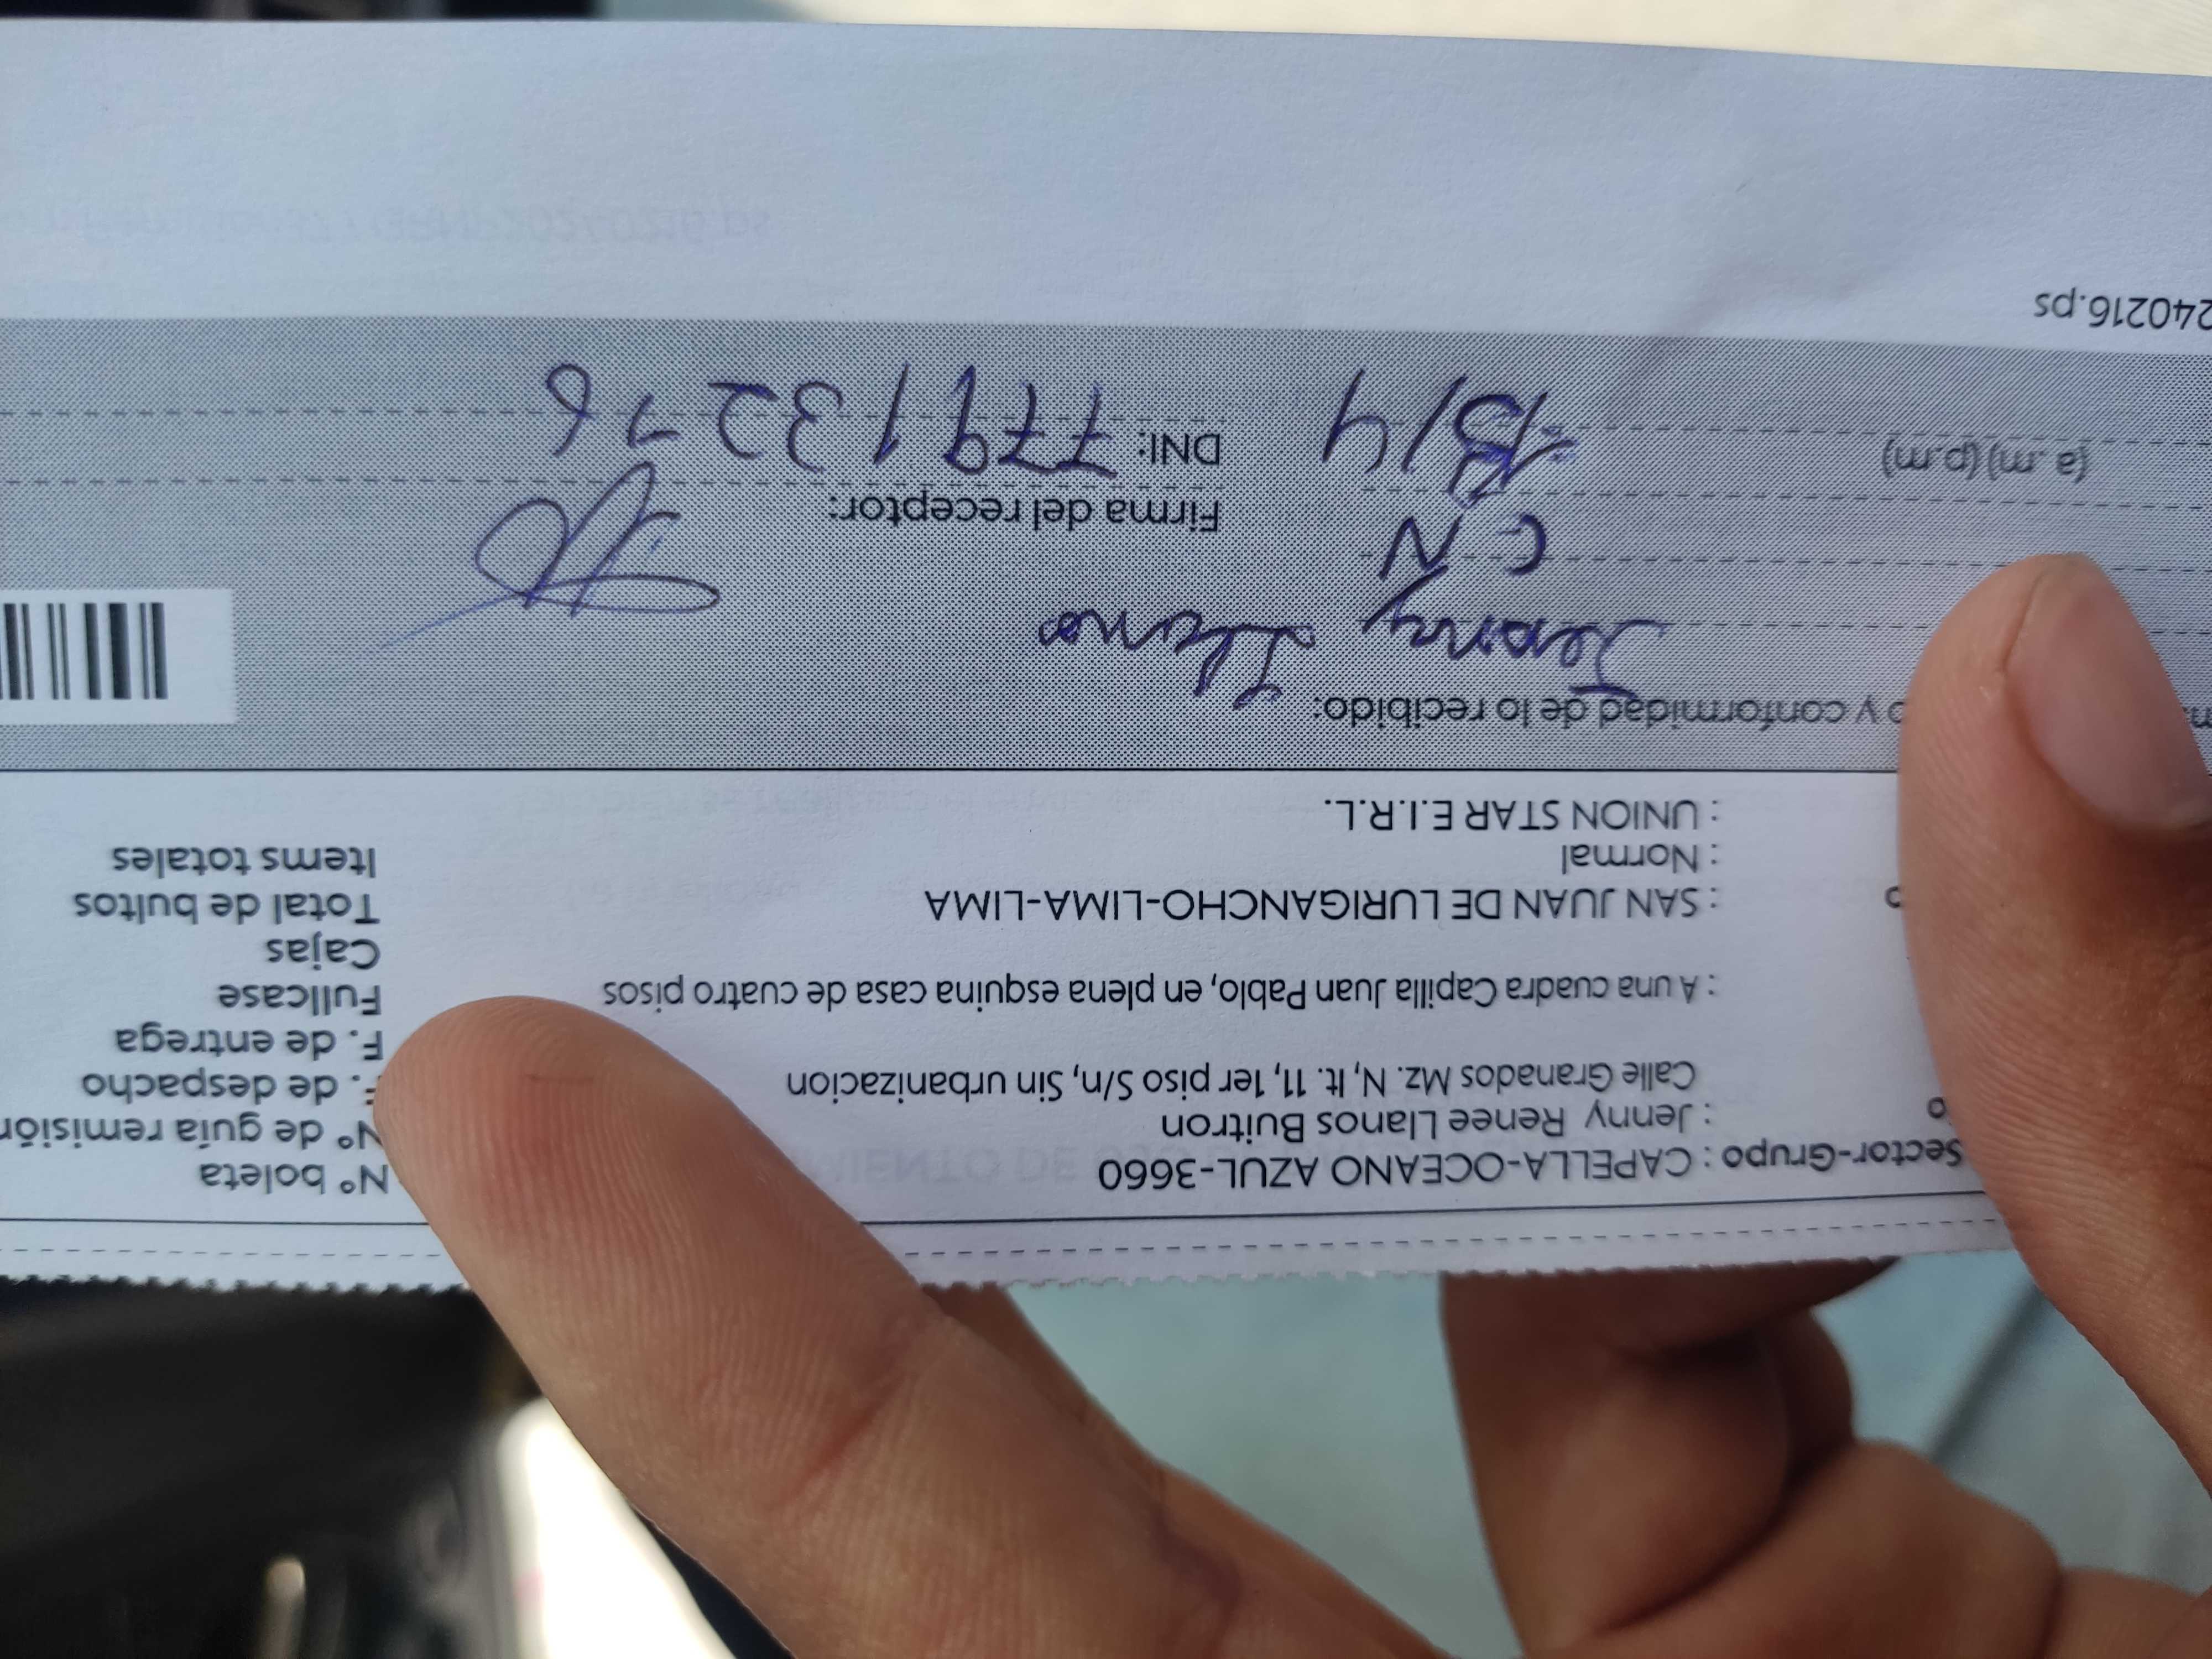 Sector-Grupo : CAPELLA-OCEANO AZUL-3660
: Jenny Renee Llanos Buitron
Calle Granados Mz. N, lt. 11, 1er piso S/n, Sin urbanizacion
: A una cuadra Capilla Juan Pablo, en plena esquina casa de cuatro pisos
: SAN JUAN DE LURIGANCHO-LIMA-LIMA
: Normal
: UNION STAR E.I.R.L.
N° boleta
N° de guía remisión
F. de despacho
F. de entrega
Fullcase
Cajas
Total de bultos
Items totales
y conformidad de lo recibido:
Jenny Llano
C N
Firma del receptor:
(a.m) (p.m)
15/4
DNI:
240216.ps